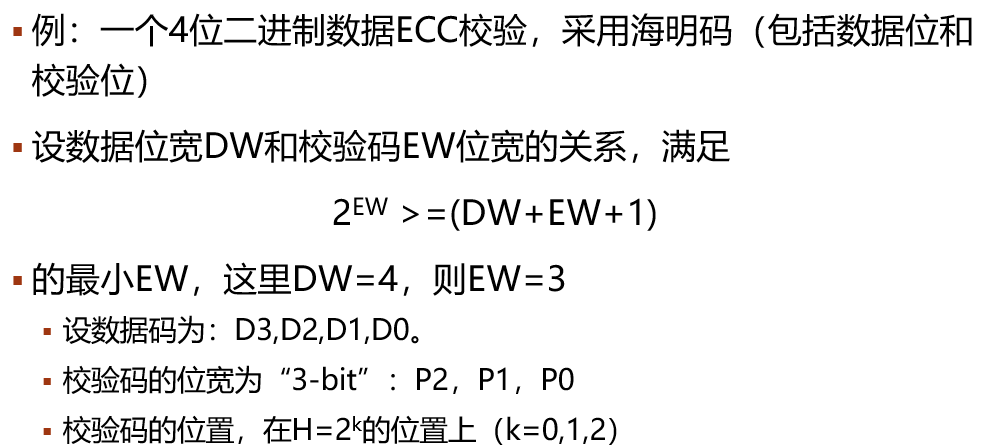 ▪ 例：一个4位二进制数据ECC校验，采用海明码（包括数据位和
校验位）
▪ 设数据位宽DW和校验码EW位宽的关系，满足
2^EW >=(DW+EW+1)
▪ 的最小EW，这里DW=4，则EW=3
▪ 设数据码为：D3,D2,D1,D0。
▪ 校验码的位宽为“3-bit”：P2，P1，P0
▪ 校验码的位置，在H=2^k的位置上（k=0,1,2）